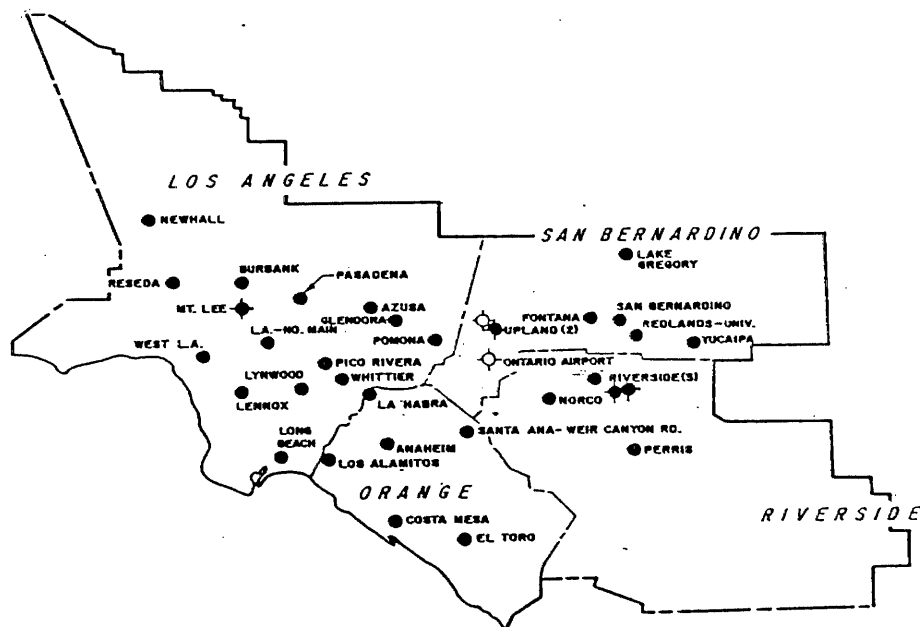 LOS ANGELES
NEWHALL
SAN BERNARDINO
LAKE
GREGORY
RESEDA
BURBANK
PASADENA
MT. LEE
AZUSA
GLENDORA
L.A.-NO. MAIN
POMONA
FONTANA
UPLAND (2)
SAN BERNARDINO
REDLANDS-UNIV.
YUCAIPA
WEST L.A.
PICO RIVERA
WHITTIER
ONTARIO AIRPORT
LYNWOOD
LENNOX
LA HABRA
RIVERSIDE(S)
NORCO
LONG
BEACH
ANAHEIM
SANTA ANA-WEIR CANYON RD.
LOS ALAMITOS
PERRIS
ORANGE
RIVERSIDE
COSTA MESA
EL TORO